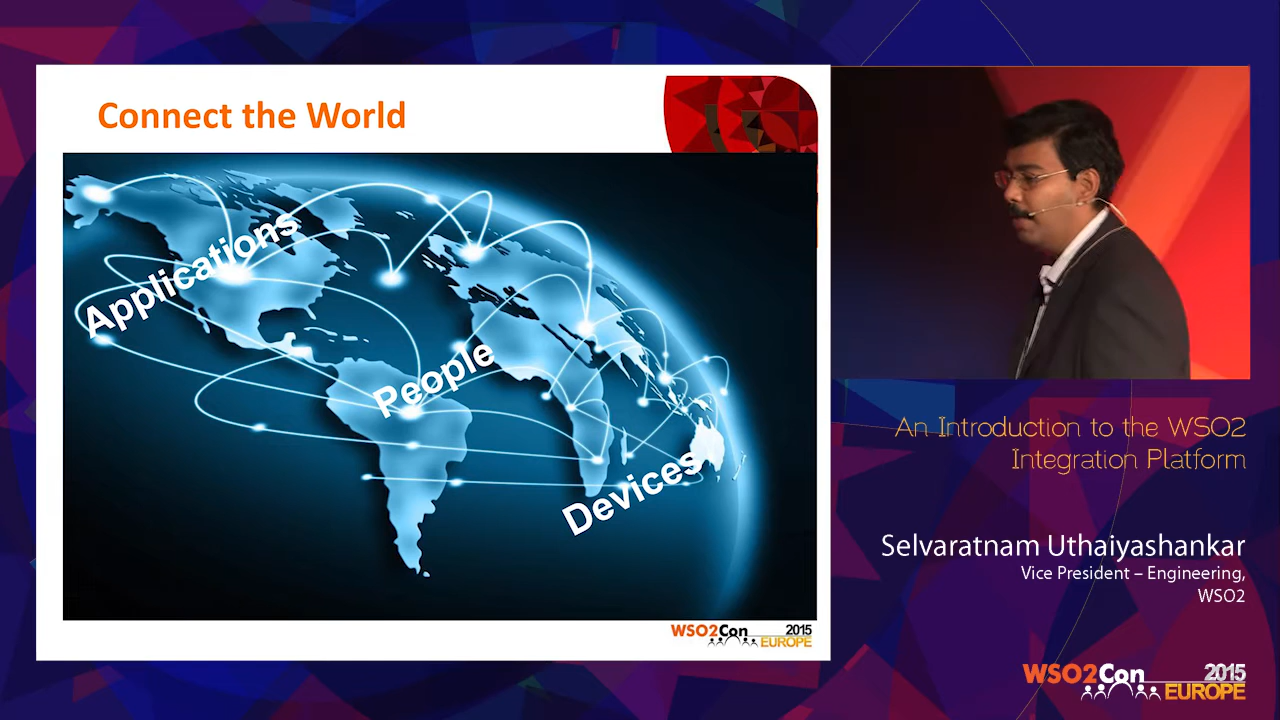 Connect the World
Applications
People
Devices
WSO2Con 2015
EUROPE
An Introduction to the WSO2
Integration Platform
Selvaratnam Uthaiyashankar
Vice President – Engineering,
WSO2
WSO2Con 2015
EUROPE